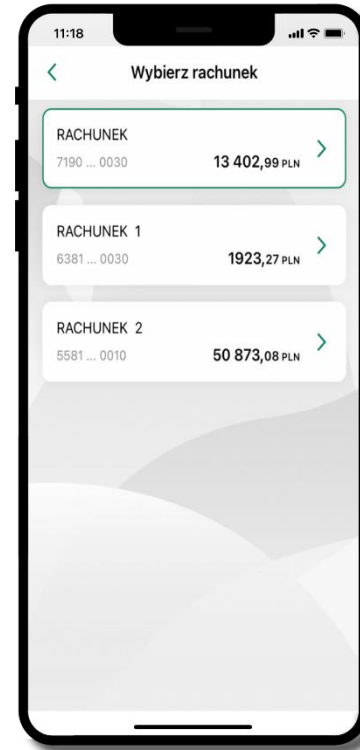 11:18
Wybierz rachunek
RACHUNEK
7190 ... 0030 13 402,99 PLN
RACHUNEK 1
6381 ... 0030 1923,27 PLN
RACHUNEK 2
5581 ... 0010 50 873,08 PLN